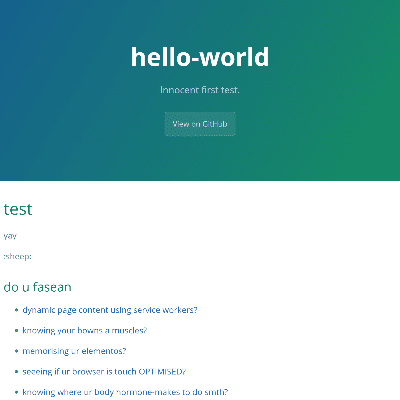 hello-world
Innocent first test.
View on GitHub
test
yay
:sheep:
do u fasean
dynamic page content using service workers?
knowing your bowns a muscles?
memorising ur elementos?
seeeing if ur browser is touch OPTIMISED?
knowing where ur body hormone-makes to do smth?